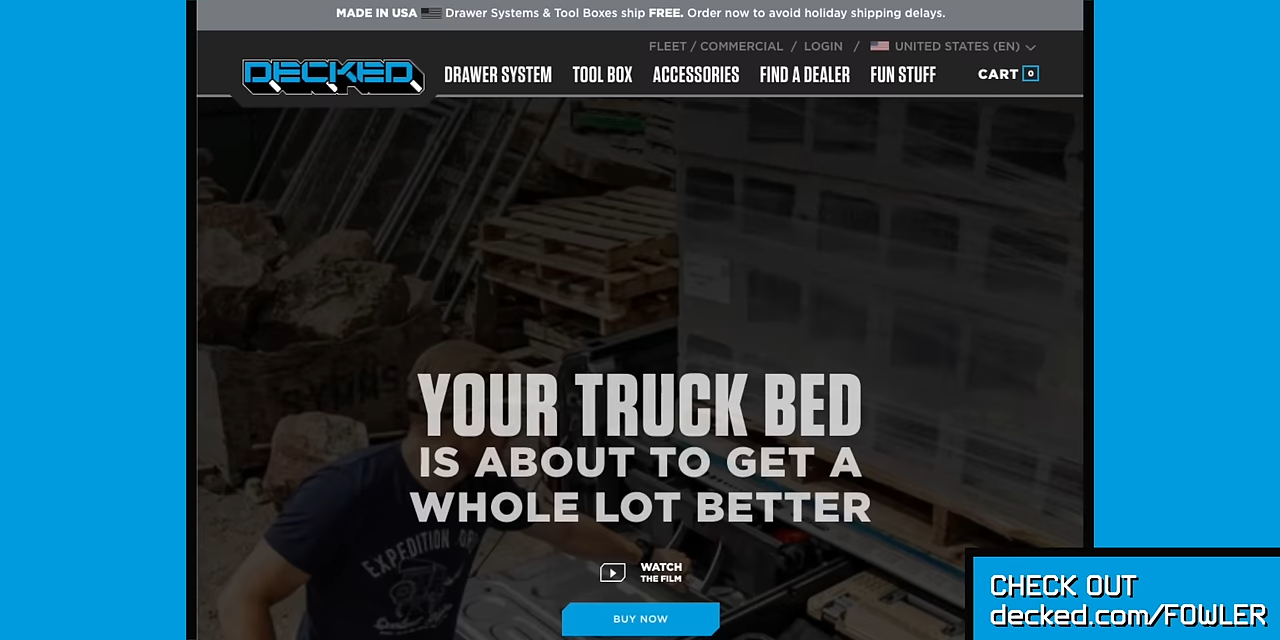 MADE IN USA Drawer Systems & Tool Boxes ship FREE. Order now to avoid holiday shipping delays.
FLEET / COMMERCIAL / LOGIN / UNITED STATES (EN)
DECKED DRAWER SYSTEM TOOL BOX ACCESSORIES FIND A DEALER FUN STUFF CART 0
YOUR TRUCK BED
IS ABOUT TO GET A
WHOLE LOT BETTER
EXPEDITION OF
WATCH
THE FILM
BUY NOW
CHECK OUT
decked.com/FOWLER